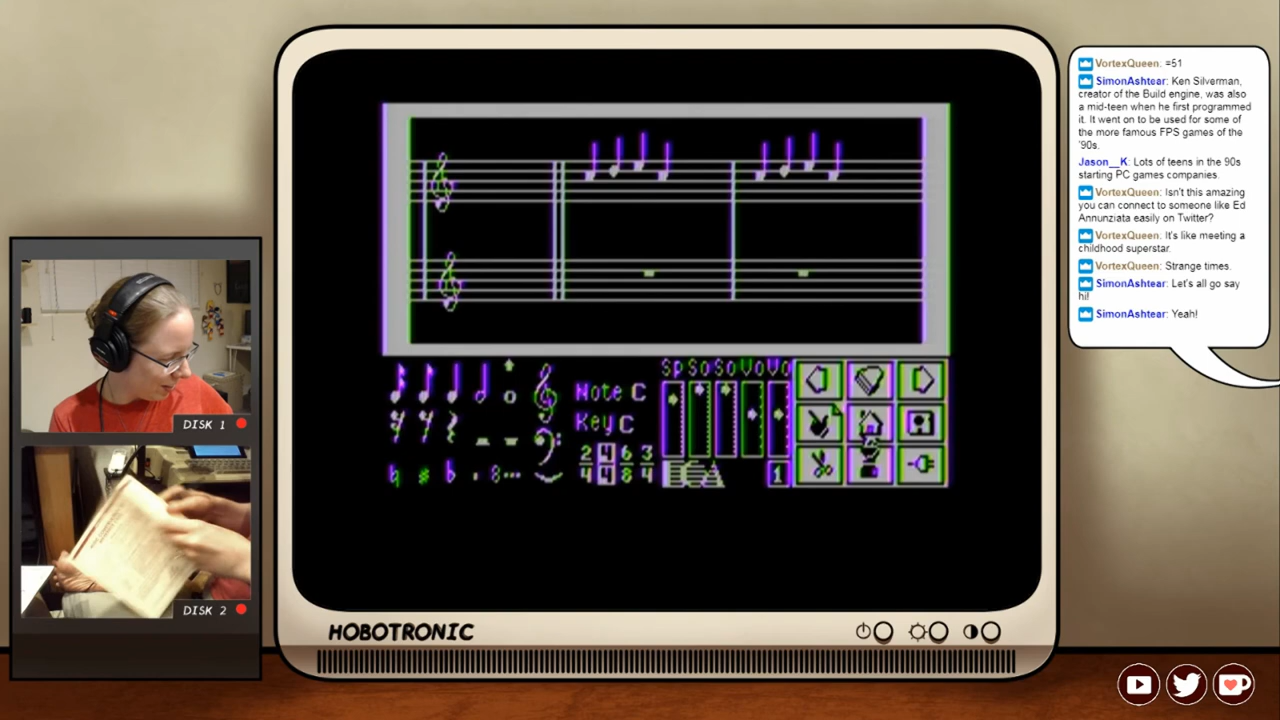 VortexQueen: =51
SimonAshtear: Ken Silverman,
creator of the Build engine, was also
a mid-teen when he first programmed
it. It went on to be used for some of
the more famous FPS games of the
'90s.
Jason__K: Lots of teens in the 90s
starting PC games companies.
VortexQueen: Isn't this amazing
you can connect to someone like Ed
Annunziata easily on Twitter?
VortexQueen: It's like meeting a
childhood superstar.
VortexQueen: Strange times.
SimonAshtear: Let's all go say
hi!
SimonAshtear: Yeah!
Sp So So Vo Vo
Note C
Key C
2 4 6 3
4 4 8 4
1
DISK 1
DISK 2
HOBOTRONIC